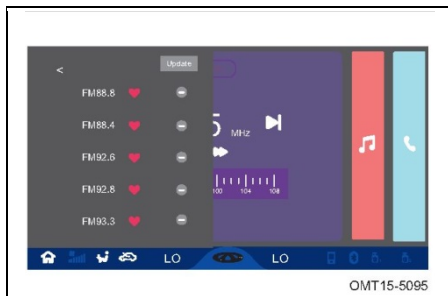 <
Update
FM88.8
FM88.4
FM92.6
FM92.8
FM93.3
5 MHz
100 104 108
LO
LO
OMT15-5095